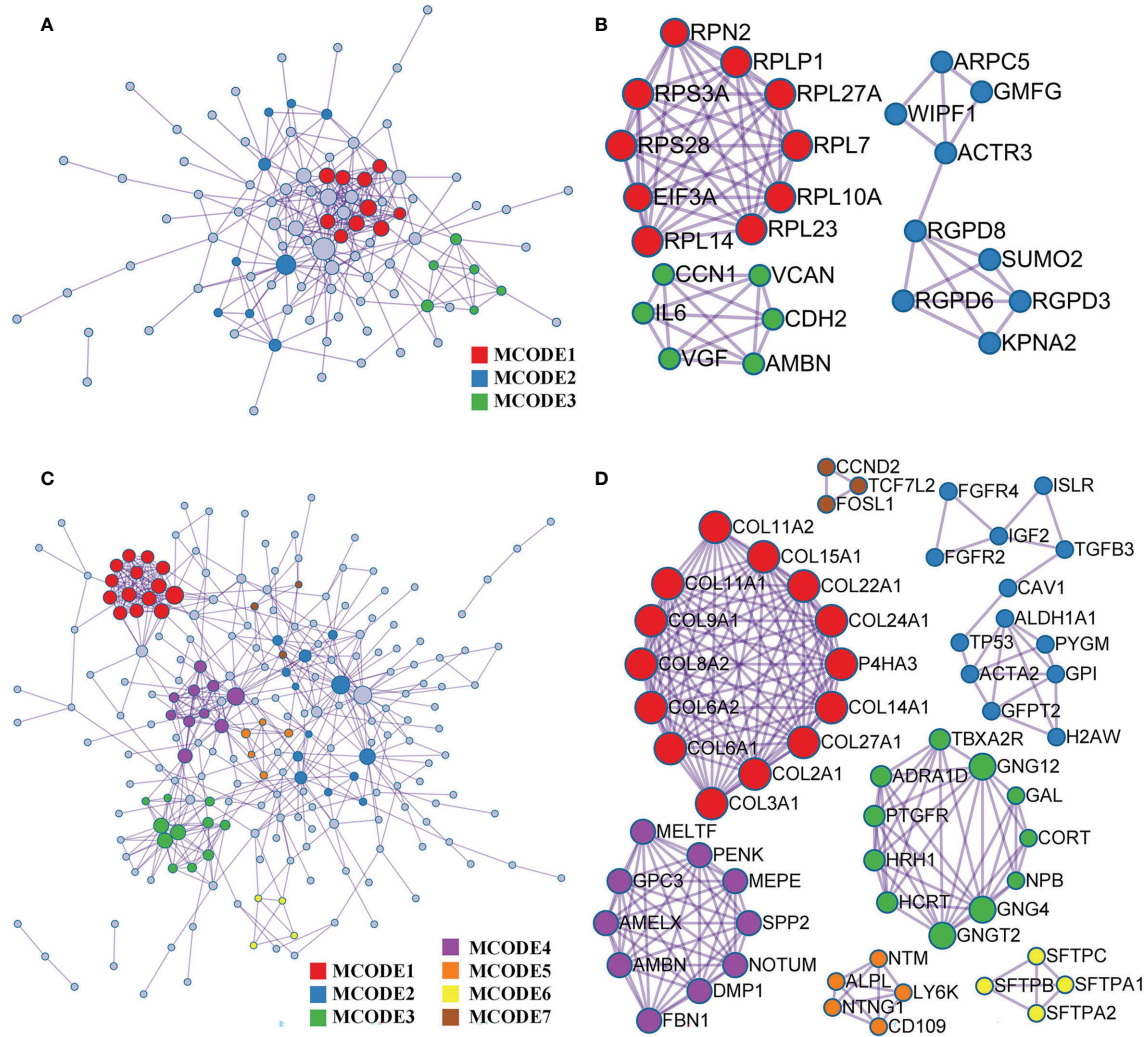 A
B
RPN2
RPLP1
RPS3A
RPL27A
RPS28
RPL7
EIF3A
RPL10A
RPL14
RPL23
CCN1
VCAN
IL6
CDH2
VGF
AMBN
ARPC5
GMFG
WIPF1
ACTR3
RGPD8
SUMO2
RGPD6
RGPD3
KPNA2
MCODE1
MCODE2
MCODE3
C
D
MCODE1
MCODE2
MCODE3
MCODE4
MCODE5
MCODE6
MCODE7
CCND2
TCF7L2
FOSL1
COL11A2
COL15A1
COL11A1
COL22A1
COL9A1
COL24A1
COL8A2
P4HA3
COL6A2
COL14A1
COL6A1
COL27A1
COL2A1
COL3A1
FGFR4
ISLR
IGF2
FGFR2
TGFB3
CAV1
ALDH1A1
TP53
PYGM
ACTA2
GPI
GFPT2
H2AW
TBXA2R
GNG12
ADRA1D
GAL
PTGFR
CORT
HRH1
NPB
HCRT
GNG4
GNGT2
MELTF
PENK
GPC3
MEPE
AMELX
SPP2
AMBN
NOTUM
DMP1
FBN1
NTM
ALPL
LY6K
NTNG1
CD109
SFTPC
SFTPB
SFTPA1
SFTPA2